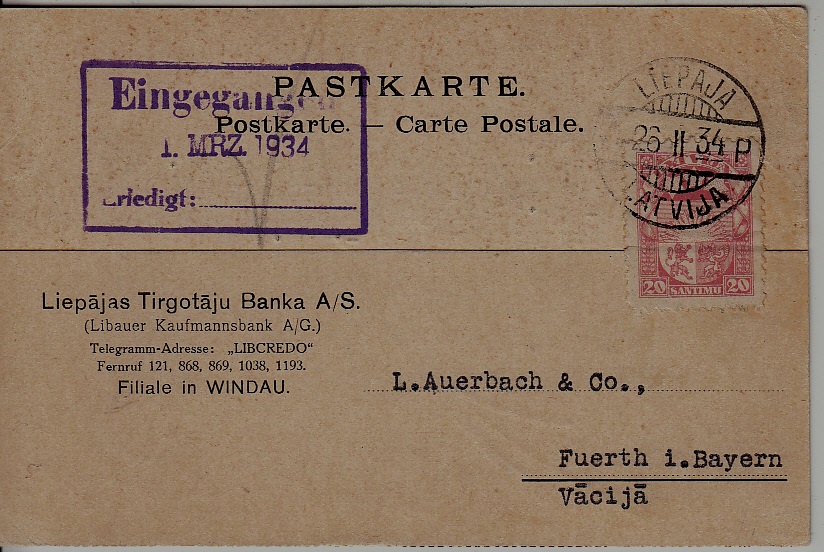 PASTKARTE.
Postkarte. — Carte Postale.
Eingegangen
1. MRZ. 1934
Erledigt:
LIEPĀJA
26 II 34 P
LATVIJA
20 SANTIMU 20
Liepājas Tirgotāju Banka A/S.
(Libauer Kaufmannsbank A/G.)
Telegramm-Adresse: „LIBCREDO“
Fernruf 121, 868, 869, 1038, 1193.
Filiale in WINDAU.
L.Auerbach & Co.,
Fuerth i.Bayern
Vācijā